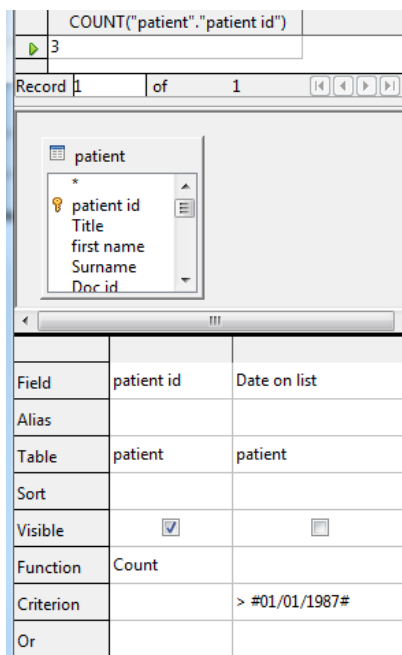 COUNT("patient"."patient id")
3
Record 1 of 1
patient
*
patient id
Title
first name
Surname
Doc id
Field patient id Date on list
Alias
Table patient patient
Sort
Visible
Function Count
Criterion > #01/01/1987#
Or